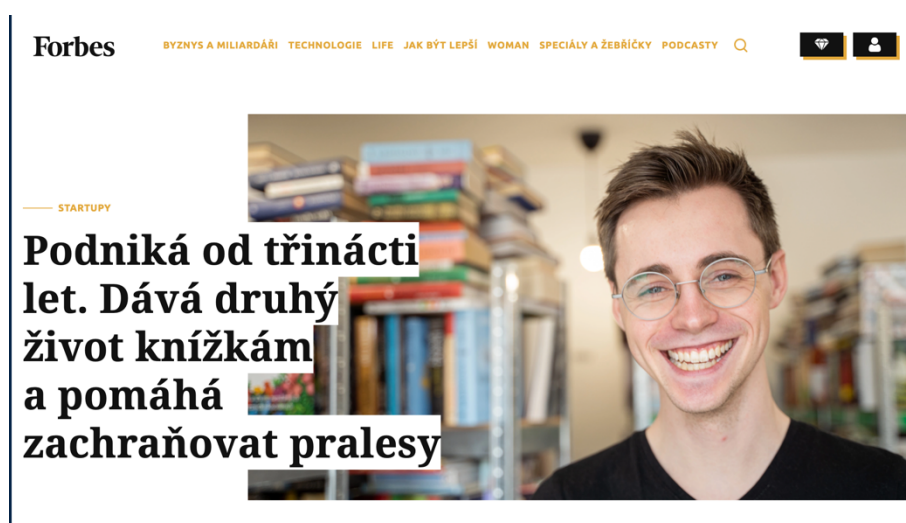 Forbes
BYZNYS A MILIARDÁŘI TECHNOLOGIE LIFE JAK BÝT LEPŠÍ WOMAN SPECIÁLY A ŽEBŘÍČKY PODCASTY
STARTUPY
Podniká od třinácti
let. Dává druhý
život knížkám
a pomáhá
zachraňovat pralesy